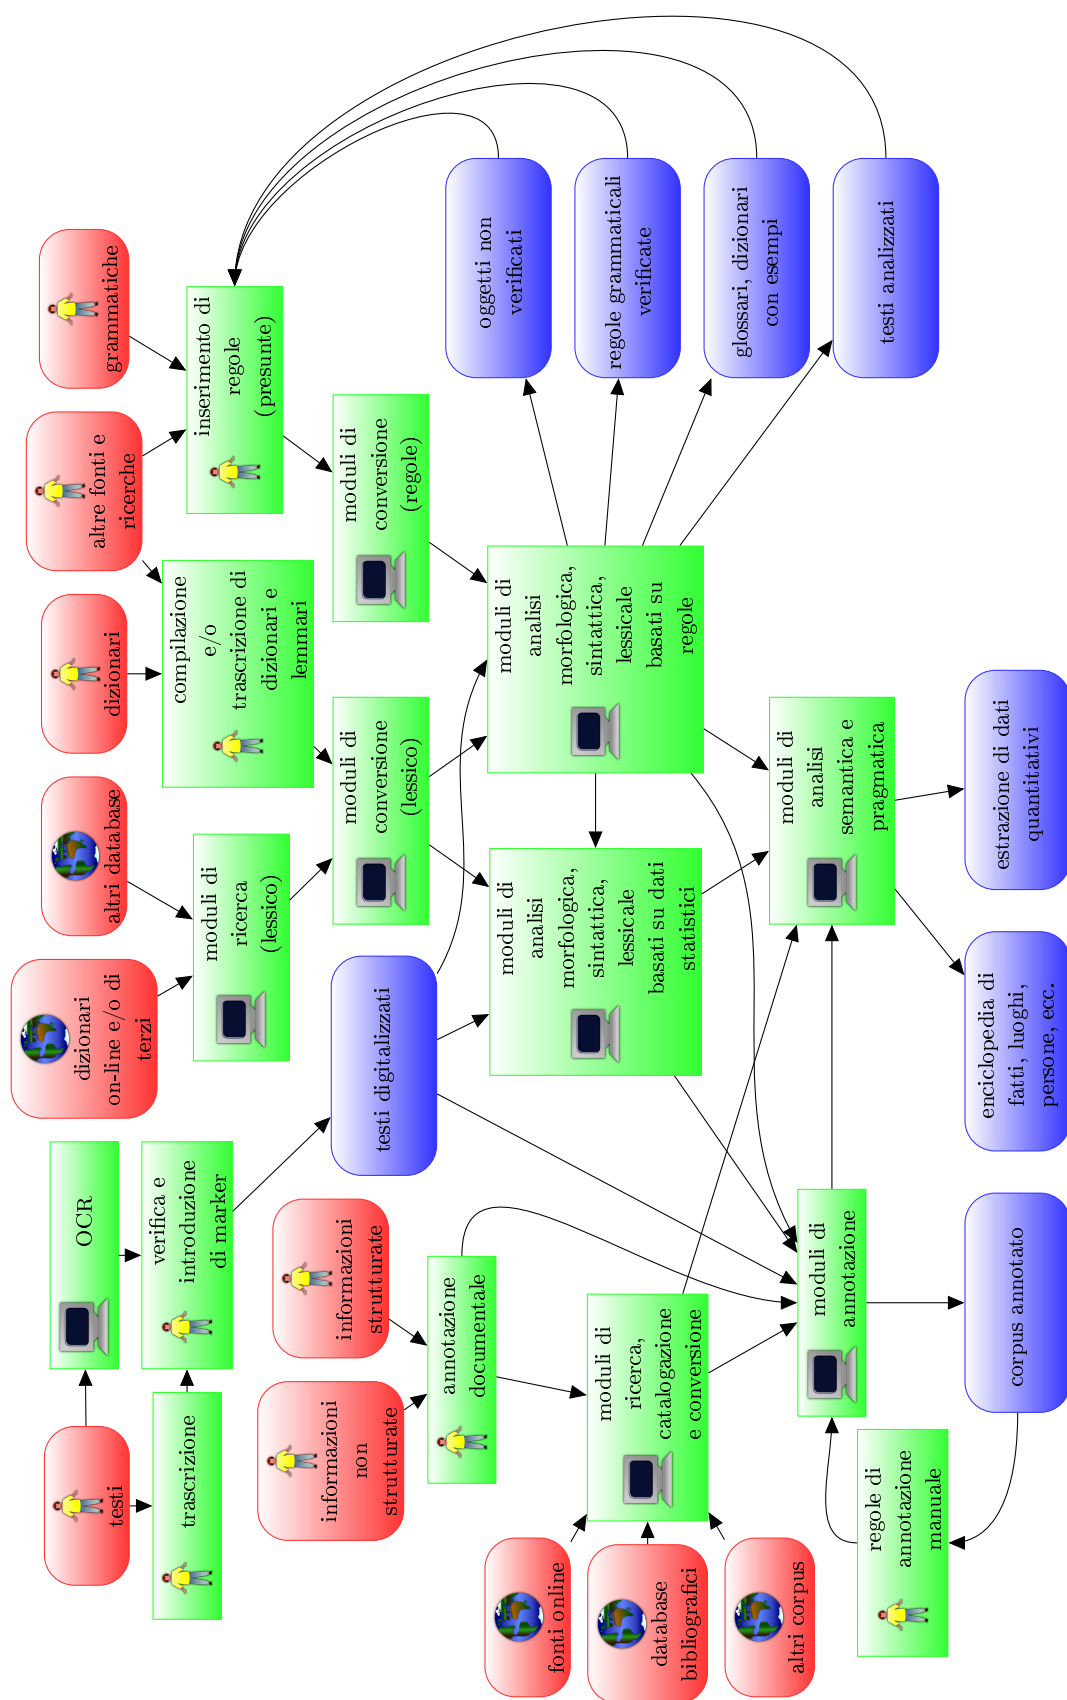 testi
OCR
trascrizione
verifica e
introduzione
di marker
dizionari
on-line e/o di
terzi
altri database
dizionari
altre fonti e
ricerche
grammatiche
moduli di
ricerca
(lessico)
compilazione
e/o
trascrizione di
dizionari e
lemmari
inserimento di
regole
(presunte)
informazioni
non
strutturate
informazioni
strutturate
testi digitalizzati
moduli di
conversione
(lessico)
moduli di
conversione
(regole)
annotazione
documentale
fonti online
database
bibliografici
altri corpus
moduli di
ricerca,
catalogazione
e conversione
moduli di
analisi
morfologica,
sintattica,
lessicale
basati su dati
statistici
moduli di
analisi
morfologica,
sintattica,
lessicale
basati su
regole
oggetti non
verificati
regole grammaticali
verificate
glossari, dizionari
con esempi
testi analizzati
regole di
annotazione
manuale
moduli di
annotazione
moduli di
analisi
semantica e
pragmatica
corpus annotato
enciclopedia di
fatti, luoghi,
persone, ecc.
estrazione di dati
quantitativi